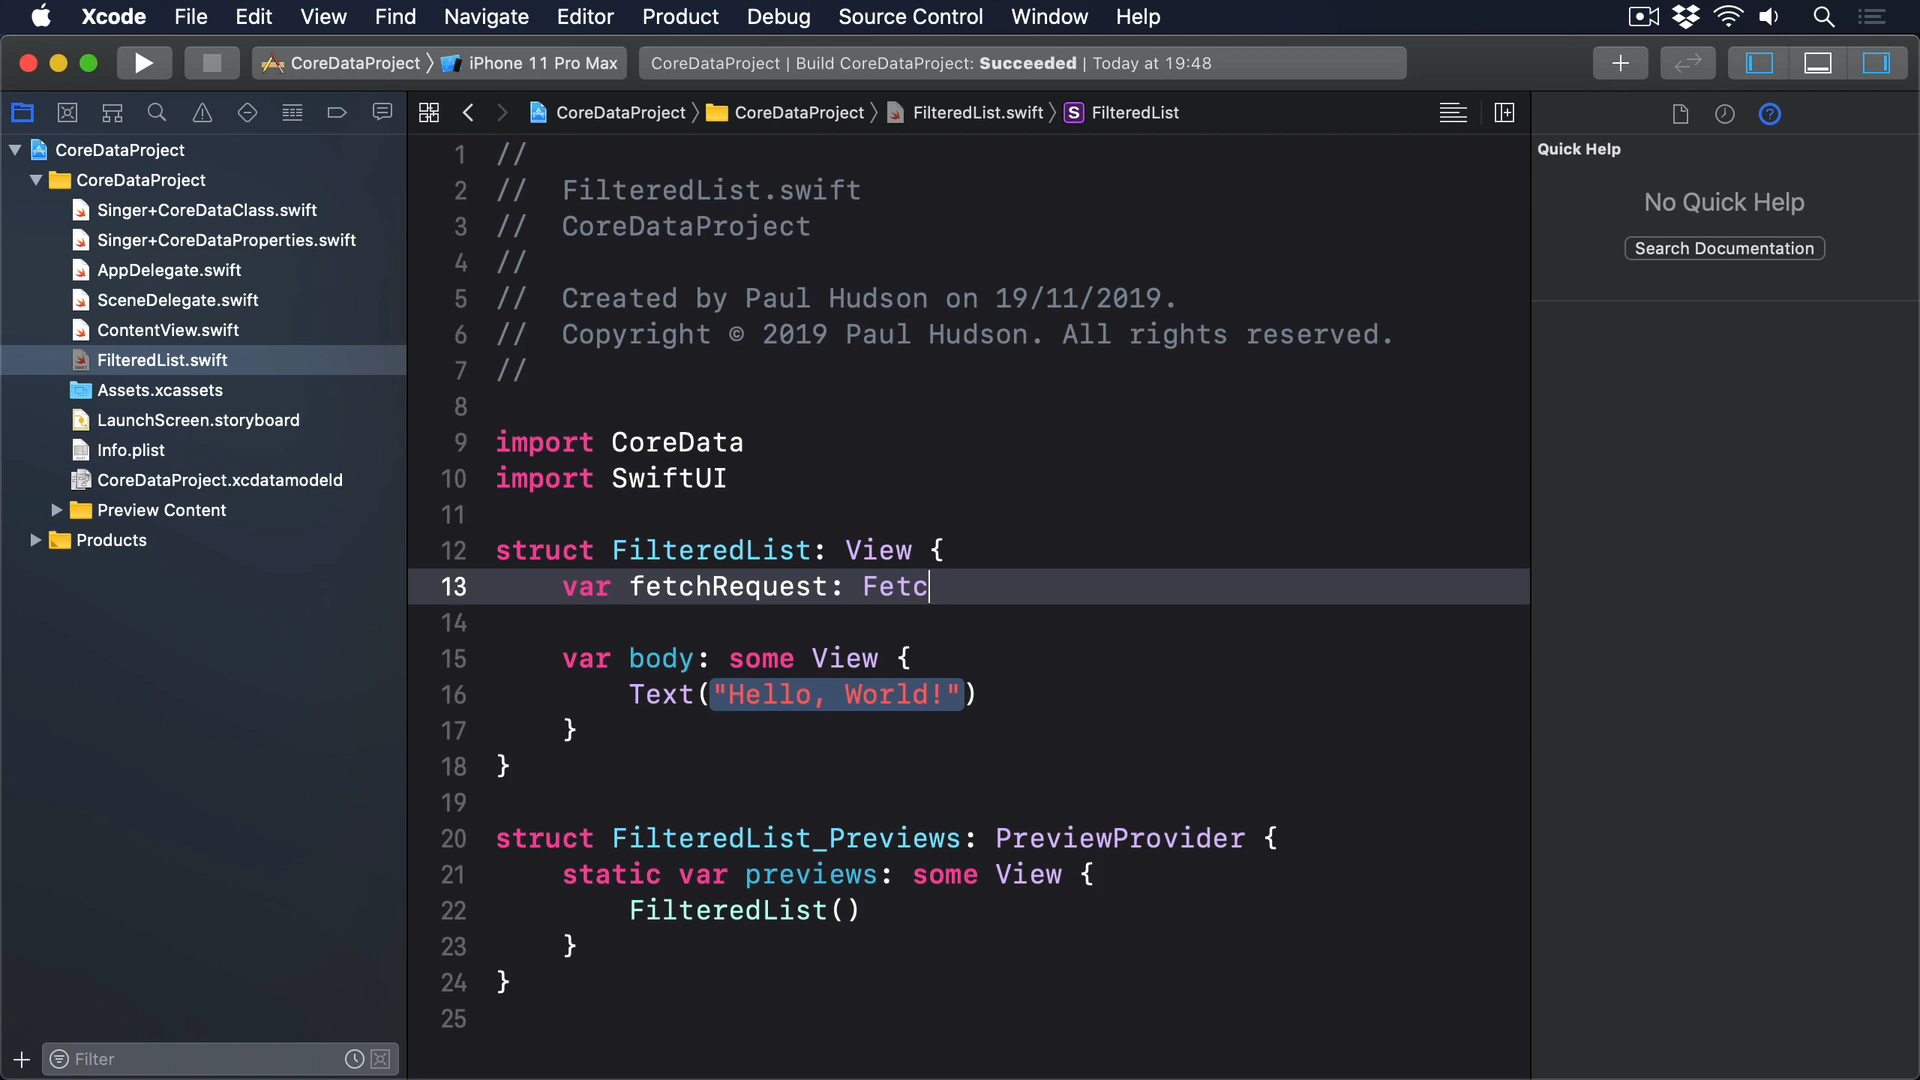 Xcode File Edit View Find Navigate Editor Product Debug Source Control Window Help
CoreDataProject iPhone 11 Pro Max CoreDataProject | Build CoreDataProject: Succeeded | Today at 19:48
CoreDataProject CoreDataProject FilteredList.swift S FilteredList
CoreDataProject
CoreDataProject
Singer+CoreDataClass.swift
Singer+CoreDataProperties.swift
AppDelegate.swift
SceneDelegate.swift
ContentView.swift
FilteredList.swift
Assets.xcassets
LaunchScreen.storyboard
Info.plist
CoreDataProject.xcdatamodeld
Preview Content
Products
Filter
1 //
2 //  FilteredList.swift
3 //  CoreDataProject
4 //
5 //  Created by Paul Hudson on 19/11/2019.
6 //  Copyright © 2019 Paul Hudson. All rights reserved.
7 //
8
9 import CoreData
10 import SwiftUI
11
12 struct FilteredList: View {
13     var fetchRequest: Fetc
14
15     var body: some View {
16         Text("Hello, World!")
17     }
18 }
19
20 struct FilteredList_Previews: PreviewProvider {
21     static var previews: some View {
22         FilteredList()
23     }
24 }
25
Quick Help
No Quick Help
Search Documentation